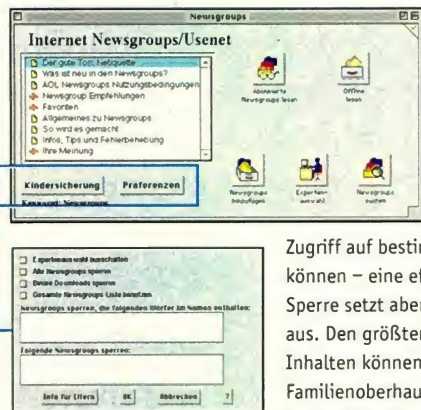 Newsgroups
Internet Newsgroups/Usenet
Der gute Ton: Netiquette
Was ist neu in den Newsgroups?
AOL Newsgroups Nutzungsbedingungen
Newsgroup Empfehlungen
Favoriten
Allgemeines zu Newsgroups
So wird es gemacht
Infos, Tips und Fehlerbehebung
Ihre Meinung
Kindersicherung Präferenzen
Keyword: Newsgroups
Abonnierte
Newsgroups lesen
Offline
lesen
Newsgroups
hinzufügen
Experten-
auswahl
Newsgroups
suchen
Expertenauswahl ausschalten
Alle Newsgroups sperren
Binäre Downloads sperren
Gesamte Newsgroups-Liste benutzen
Newsgroups sperren, die folgenden Wörter im Namen enthalten:
Folgende Newsgroups sperren:
Info für Eltern OK Abbrechen ?
Zugriff auf bestim
können – eine ef
Sperre setzt aber
aus. Den größter
Inhalten können
Familienoberhau